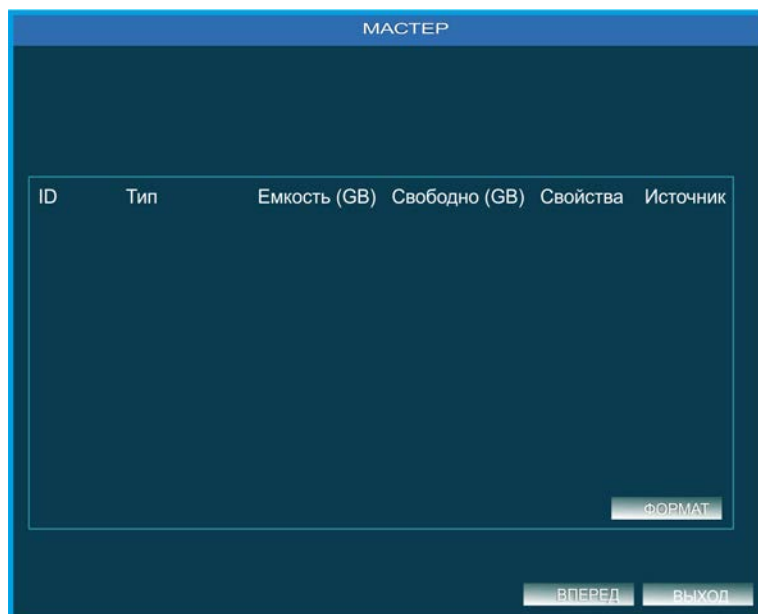 МАСТЕР
ID Тип Емкость (GB) Свободно (GB) Свойства Источник
ФОРМАТ
ВПЕРЕД ВЫХОД